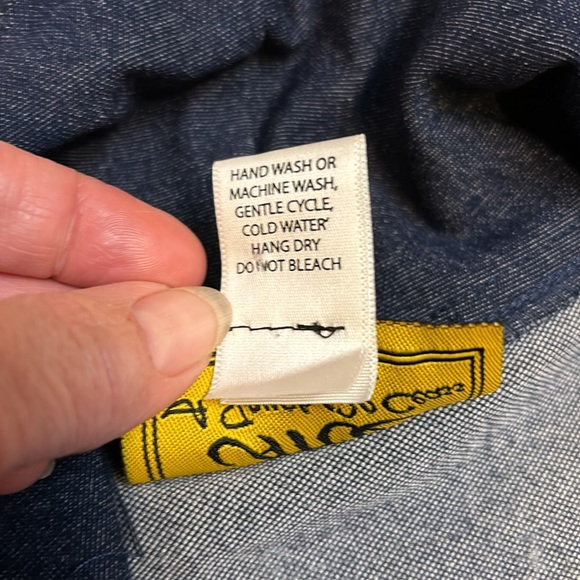 HAND WASH OR
MACHINE WASH,
GENTLE CYCLE,
COLD WATER
HANG DRY
DO NOT BLEACH